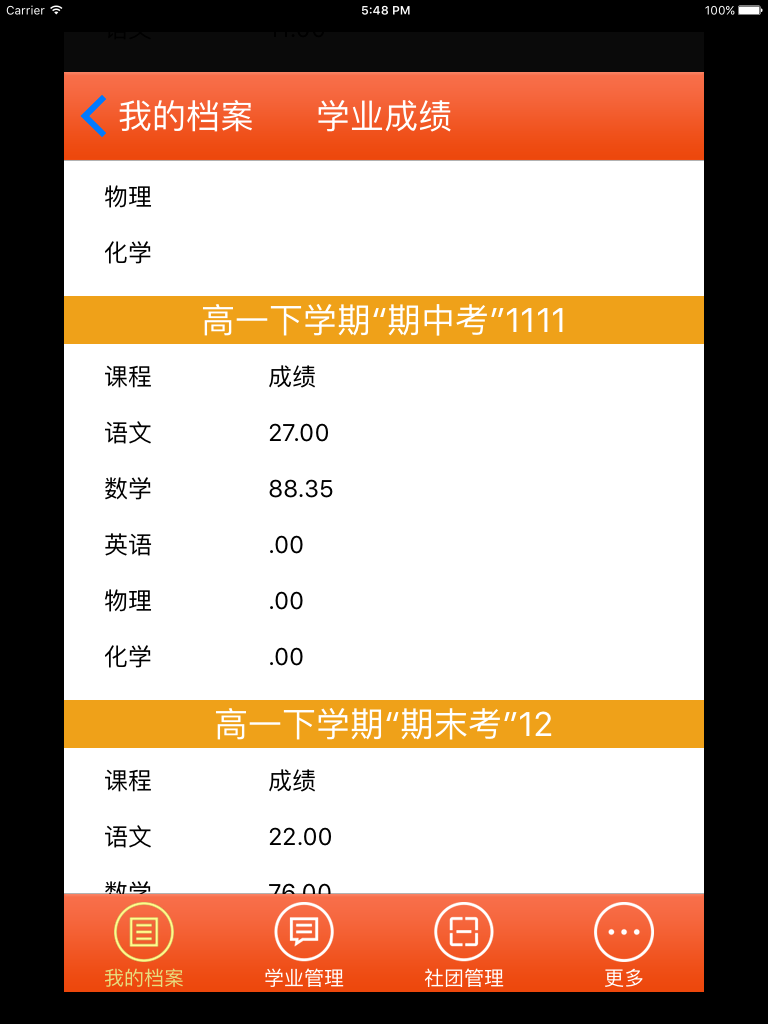 Carrier 5:48 PM 100%
我的档案 学业成绩
物理
化学
高一下学期“期中考”1111
课程 成绩
语文 27.00
数学 88.35
英语 .00
物理 .00
化学 .00
高一下学期“期末考”12
课程 成绩
语文 22.00
数学 76.00
我的档案 学业管理 社团管理 更多